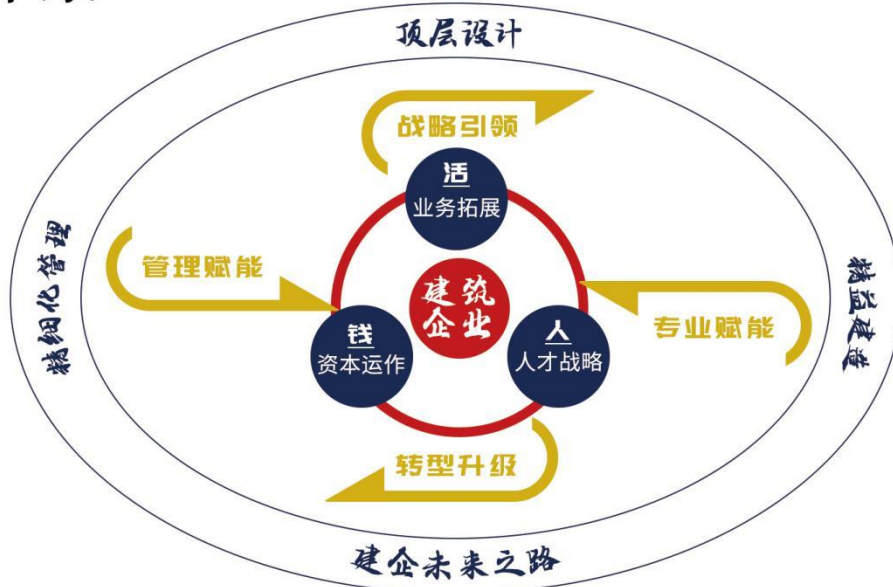 顶层设计
战略引领
活
业务拓展
精细化管理
管理赋能
建筑
企业
精益建造
专业赋能
钱
资本运作
人
人才战略
转型升级
建企未来之路